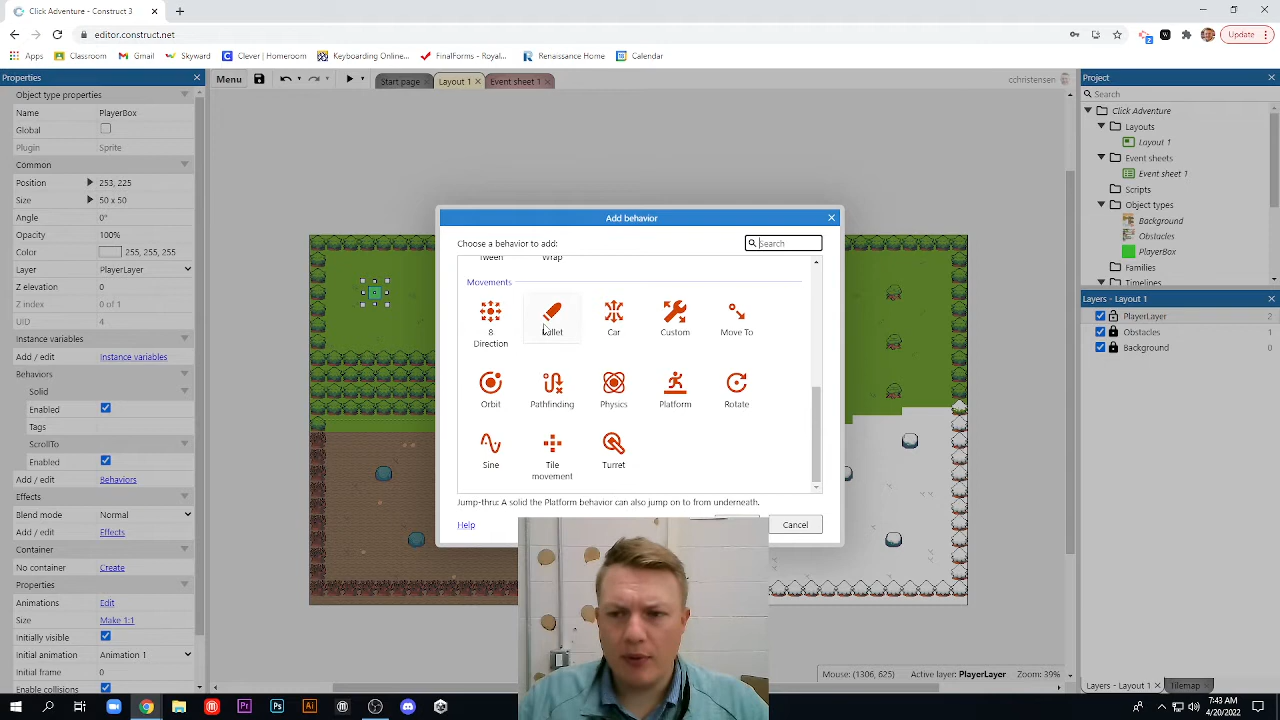 Click Adventure - Construct 3
editor.construct.net
Update
Apps
Classroom
Gmail
Skyward
Clever | Homeroom
Keyboarding Online...
FinalForms - Royal...
Renaissance Home
Calendar
Properties
Menu
Start page
Layout 1
Event sheet 1
cchristensen
Project
Object type properties
Name PlayerBox
Global
Plugin Sprite
Common
Position 253, 225
Size 50 x 50
Angle 0°
Opacity 100%
Color 255, 255, 255
Layer PlayerLayer
Z elevation 0
Z index 0 of 1
UID 4
Instance variables
Add / edit Instance variables
Behaviors
Solid
Enabled
Tags
ScrollTo
Enabled
Add / edit Behaviors
Effects
Blend mode Normal
Add / edit Effects
Container
No container Create
Properties
Animations Edit
Size Make 1:1
Initially visible
Initial animation Animation 1
Initial frame 0
Enable collisions
Add behavior
Choose a behavior to add:
Search
Tween Wrap
Movements
8 Direction
Bullet
Car
Custom
Move To
Orbit
Pathfinding
Physics
Platform
Rotate
Sine
Tile movement
Turret
Jump-thru: A solid the Platform behavior can also jump on to from underneath.
Help
Cancel
Search
Click Adventure
Layouts
Layout 1
Event sheets
Event sheet 1
Scripts
Object types
Background
Obstacles
PlayerBox
Families
Timelines
Layers - Layout 1
PlayerLayer 2
Obstacles 1
Background 0
Mouse: (1306, 625) Active layer: PlayerLayer Zoom: 39%
Layers - Layout 1
Tilemap
7:43 AM
4/20/2022